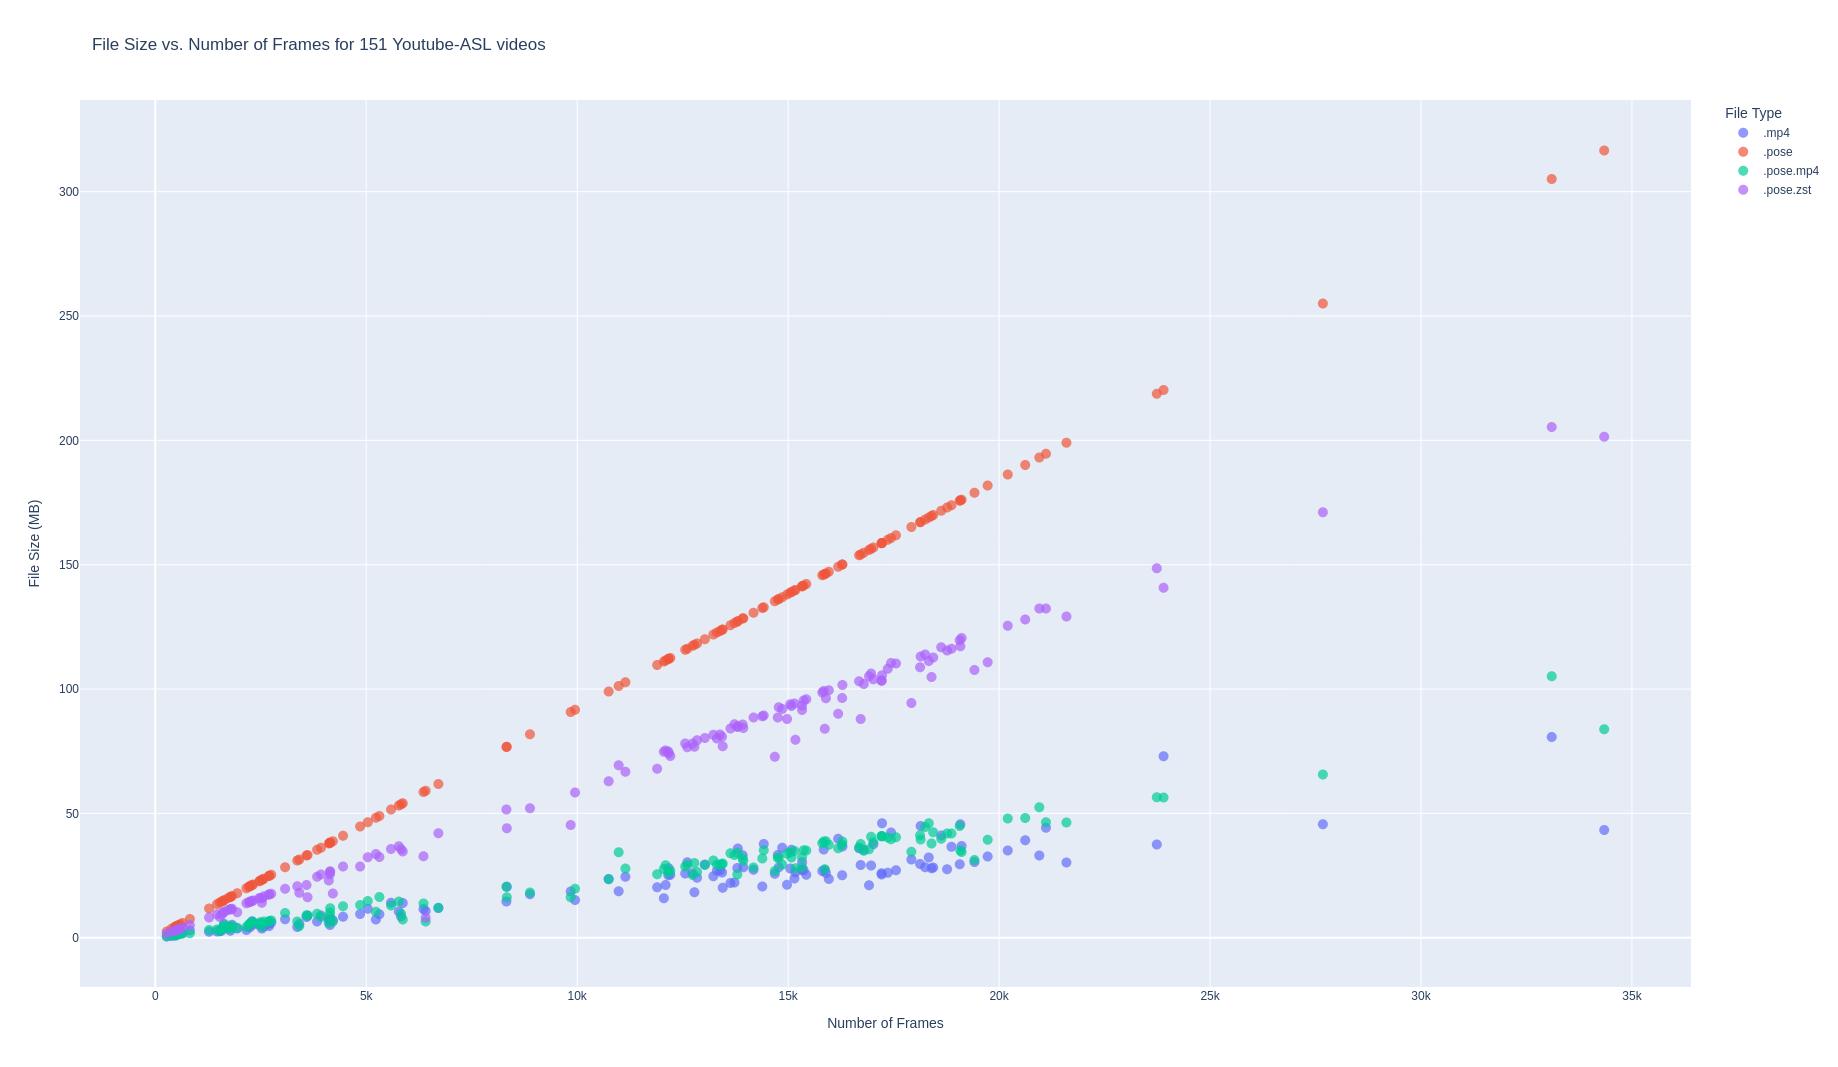 File Size vs. Number of Frames for 151 Youtube-ASL videos
File Type
.mp4
.pose
.pose.mp4
.pose.zst
File Size (MB)
300
250
200
150
100
50
0
0 5k 10k 15k 20k 25k 30k 35k
Number of Frames